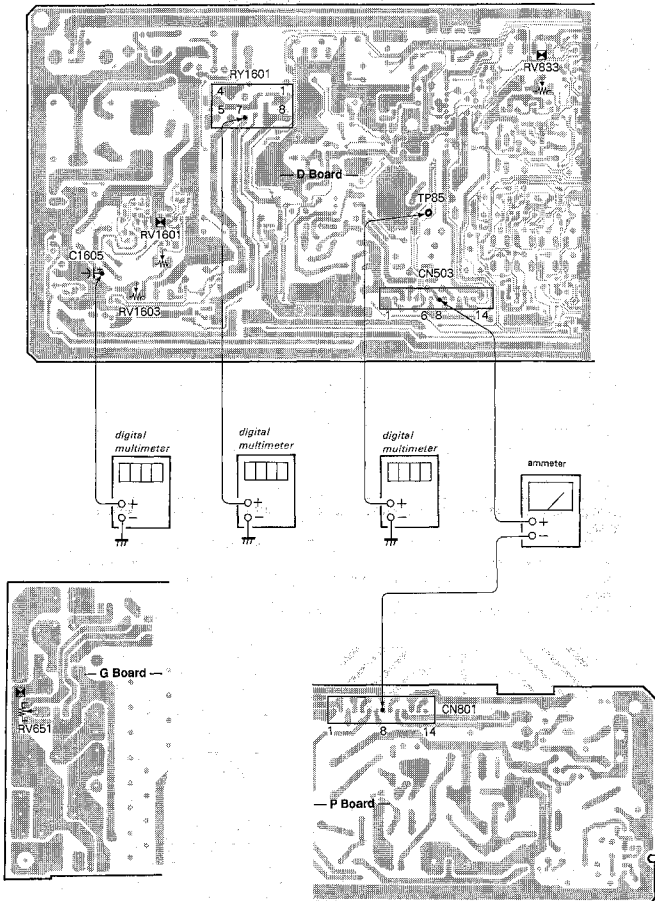 RY1601
4 1
5 7 8
RV833
D Board
TP85
RV1601
C1605
CN503
RV1603
1 6 8 14
digital
multimeter
digital
multimeter
digital
multimeter
ammeter
+
−
+
−
+
−
+
−
G Board
RV651
CN801
1 8 14
P Board